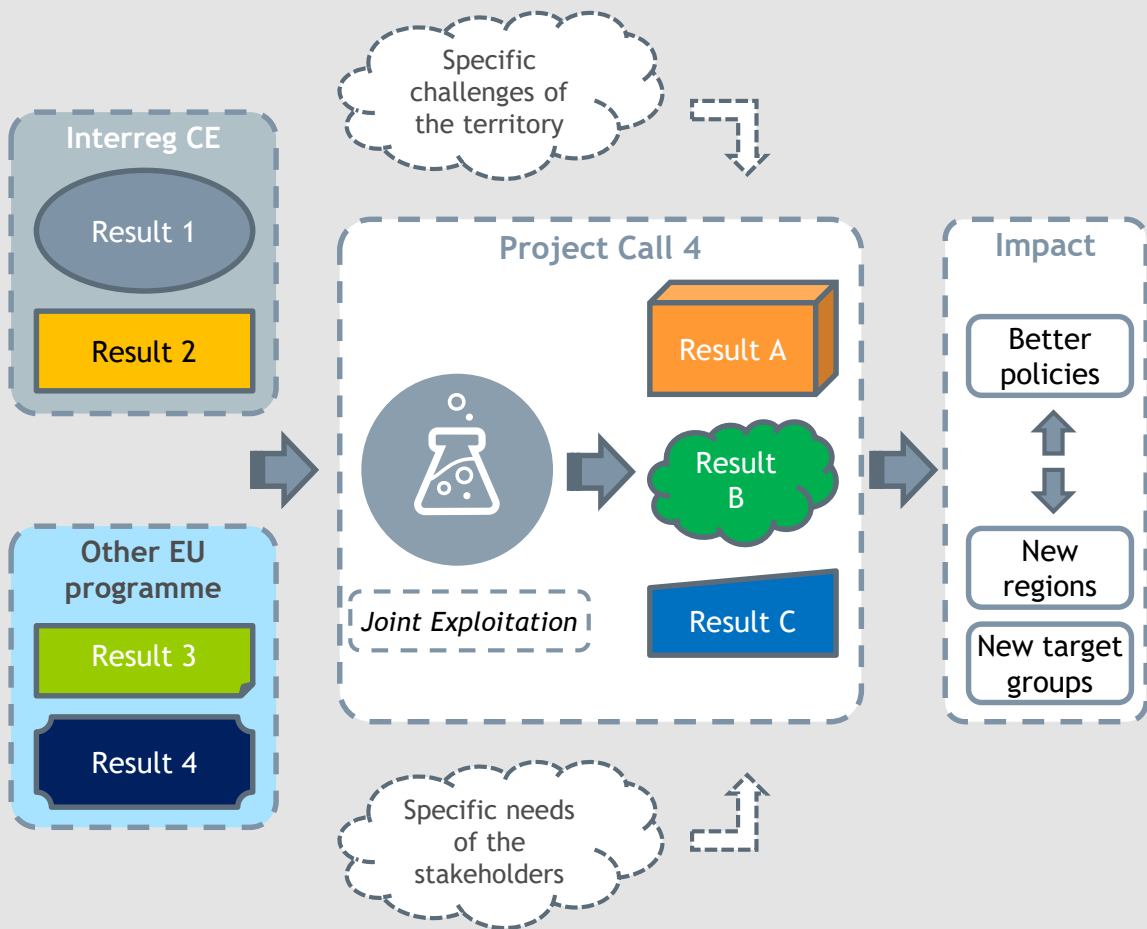 Specific
challenges of
the territory
Interreg CE
Result 1
Result 2
Other EU
programme
Result 3
Result 4
Project Call 4
Joint Exploitation
Result A
Result
B
Result C
Specific needs
of the
stakeholders
Impact
Better
policies
New
regions
New target
groups